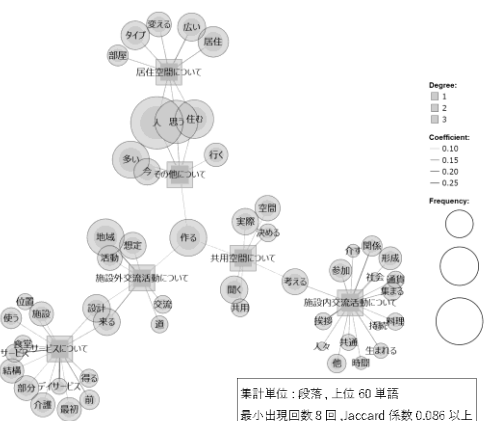 変える
広い
タイプ
居住
部屋
居住空間について
人
思う
住む
多い
今
その他について
行く
空間
実際
決める
地域
想定
作る
活動
共用空間について
施設外交流活動について
聞く
共用
考える
介す
関係
形成
参加
社会
通貨
集まる
施設内交流活動について
挨拶
持続
料理
人々
共通
生まれる
他
時間
位置
使う
施設
設計
来る
交流
道
食堂
サービス
サービスについて
結構
デイサービス
得る
部分
介護
最初
前
Degree:
1
2
3
Coefficient:
0.10
0.15
0.20
0.25
Frequency:
集計単位:段落,上位 60 単語
最小出現回数 8 回,Jaccard 係数 0.086 以上